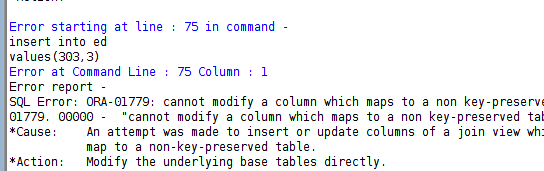 Error starting at line : 75 in command -
insert into ed
values(303,3)
Error at Command Line : 75 Column : 1
Error report -
SQL Error: ORA-01779: cannot modify a column which maps to a non key-preserve
01779. 00000 -  "cannot modify a column which maps to a non key-preserved tab
*Cause:    An attempt was made to insert or update columns of a join view whi
           map to a non-key-preserved table.
*Action:   Modify the underlying base tables directly.